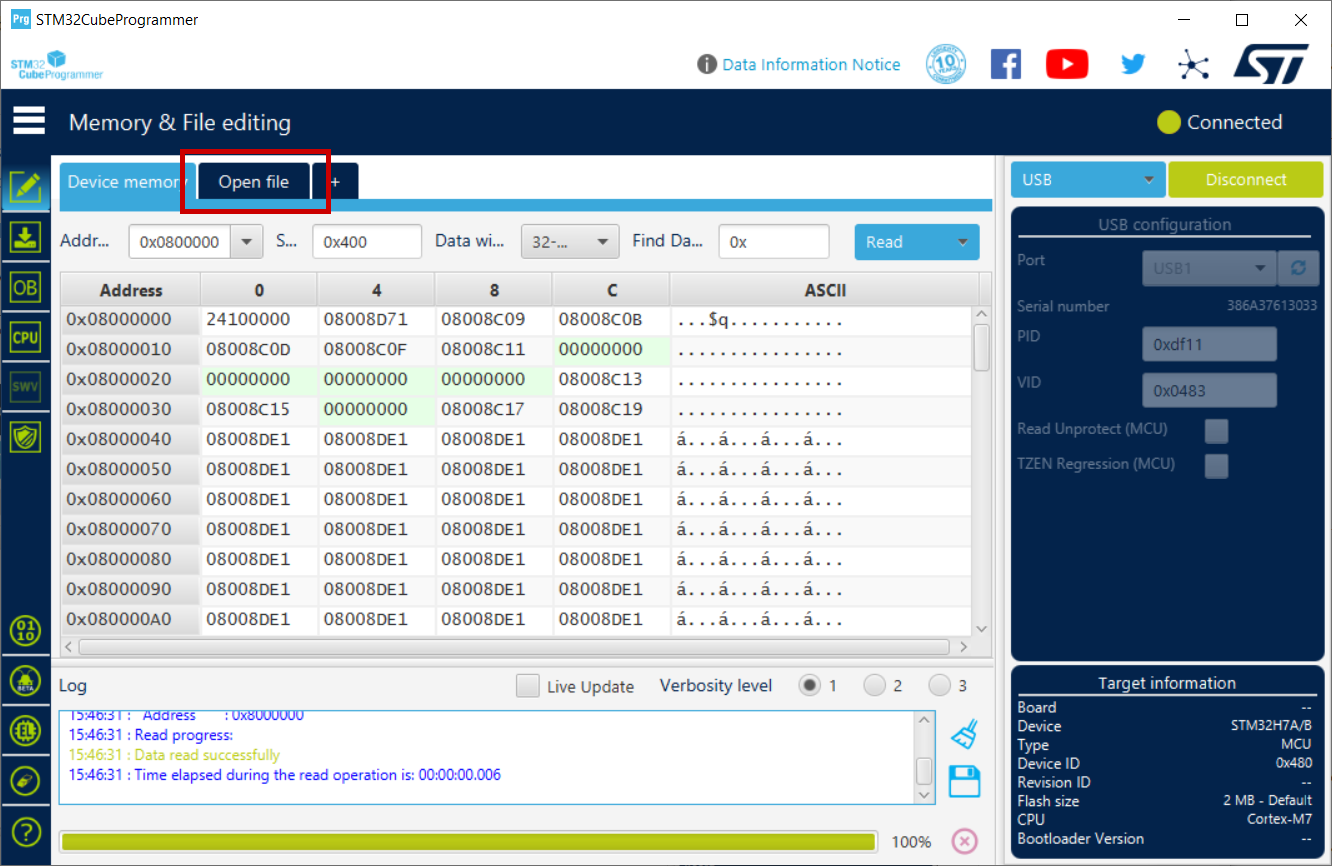 Prg STM32CubeProgrammer
STM32
CubeProgrammer
Data Information Notice
10
Memory & File editing
Connected
Device memory
Open file
+
USB
Disconnect
Addr...
0x0800000
S...
0x400
Data wi...
32-...
Find Da...
0x
Read
Address 0 4 8 C ASCII
0x08000000 24100000 08008D71 08008C09 08008C0B ...$q...........
0x08000010 08008C0D 08008C0F 08008C11 00000000 ................
0x08000020 00000000 00000000 00000000 08008C13 ................
0x08000030 08008C15 00000000 08008C17 08008C19 ................
0x08000040 08008DE1 08008DE1 08008DE1 08008DE1 á...á...á...á...
0x08000050 08008DE1 08008DE1 08008DE1 08008DE1 á...á...á...á...
0x08000060 08008DE1 08008DE1 08008DE1 08008DE1 á...á...á...á...
0x08000070 08008DE1 08008DE1 08008DE1 08008DE1 á...á...á...á...
0x08000080 08008DE1 08008DE1 08008DE1 08008DE1 á...á...á...á...
0x08000090 08008DE1 08008DE1 08008DE1 08008DE1 á...á...á...á...
0x080000A0 08008DE1 08008DE1 08008DE1 08008DE1 á...á...á...á...
USB configuration
Port USB1
Serial number 386A37613033
PID 0xdf11
VID 0x0483
Read Unprotect (MCU)
TZEN Regression (MCU)
OB
CPU
SWV
01
10
BETA
EL
?
Log
Live Update
Verbosity level 1 2 3
15:46:31 : Address : 0x8000000
15:46:31 : Read progress:
15:46:31 : Data read successfully
15:46:31 : Time elapsed during the read operation is: 00:00:00.006
100%
Target information
Board --
Device STM32H7A/B
Type MCU
Device ID 0x480
Revision ID --
Flash size 2 MB - Default
CPU Cortex-M7
Bootloader Version --